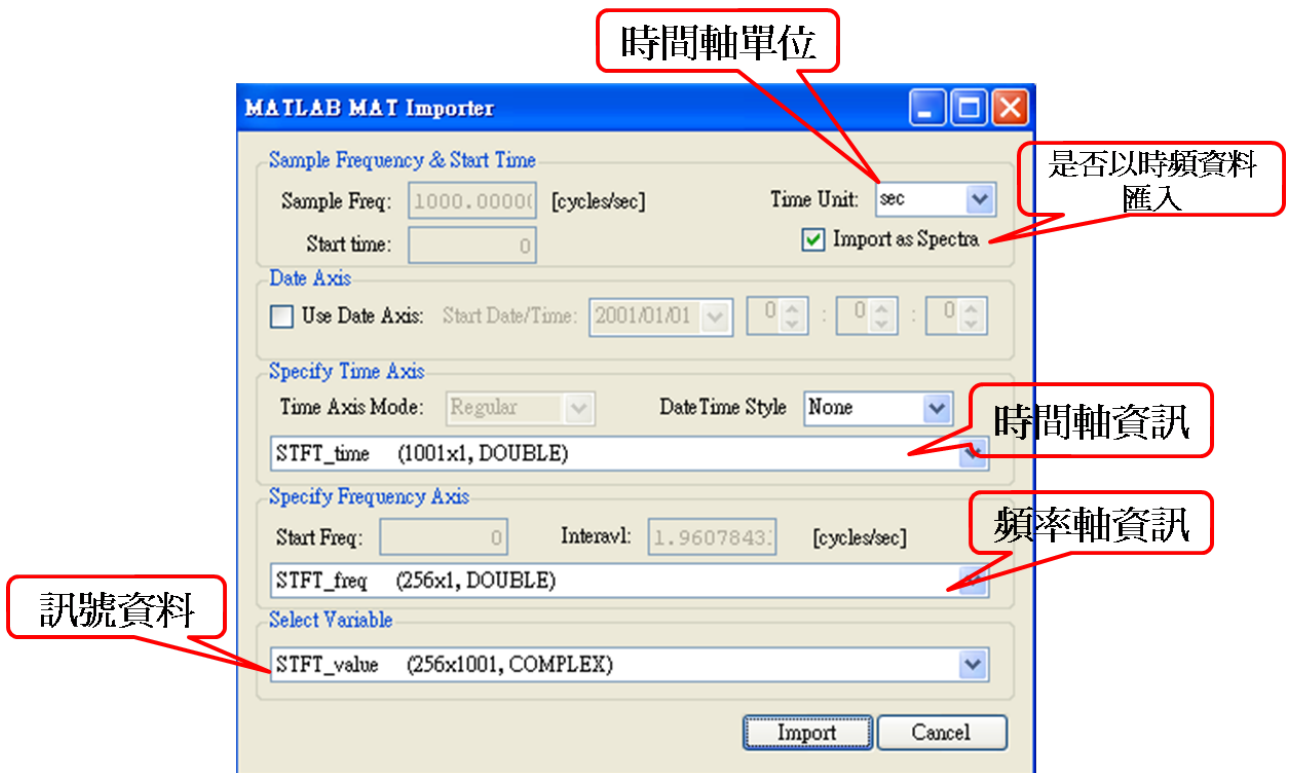 時間軸單位
MATLAB MAT Importer
Sample Frequency & Start Time
Sample Freq: 1000.0000( [cycles/sec] Time Unit: sec
是否以時頻資料
匯入
Start time: 0 Import as Spectra
Date Axis
Use Date Axis: Start Date/Time: 2001/01/01 0 : 0 : 0
Specify Time Axis
Time Axis Mode: Regular DateTime Style None
時間軸資訊
STFT_time (1001x1, DOUBLE)
Specify Frequency Axis
Start Freq: 0 Interavl: 1.9607843: [cycles/sec]
頻率軸資訊
STFT_freq (256x1, DOUBLE)
訊號資料
Select Variable
STFT_value (256x1001, COMPLEX)
Import Cancel